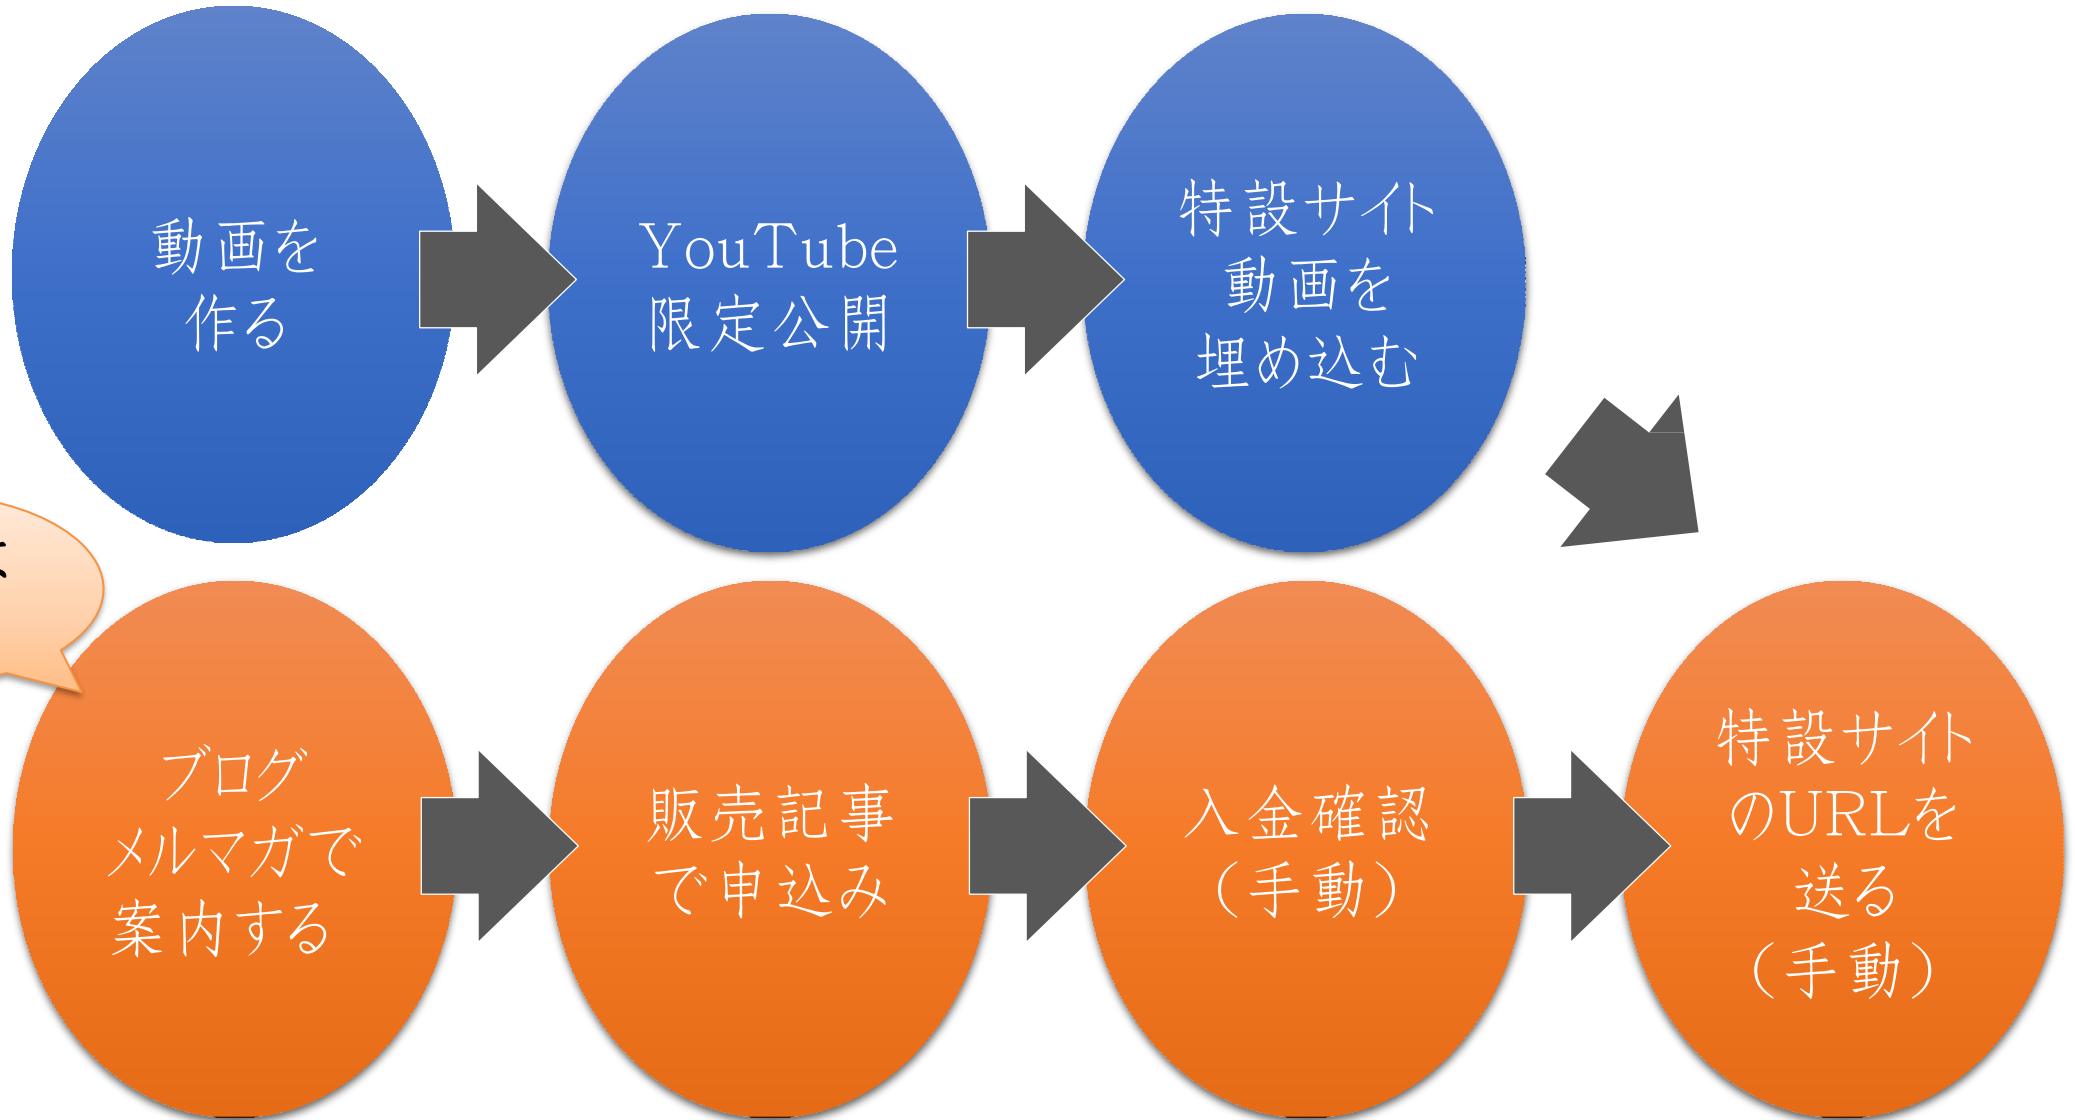 動画を
作る
YouTube
限定公開
特設サイト
動画を
埋め込む
ブログ
メルマガで
案内する
販売記事
で申込み
入金確認
(手動)
特設サイト
のURLを
送る
(手動)